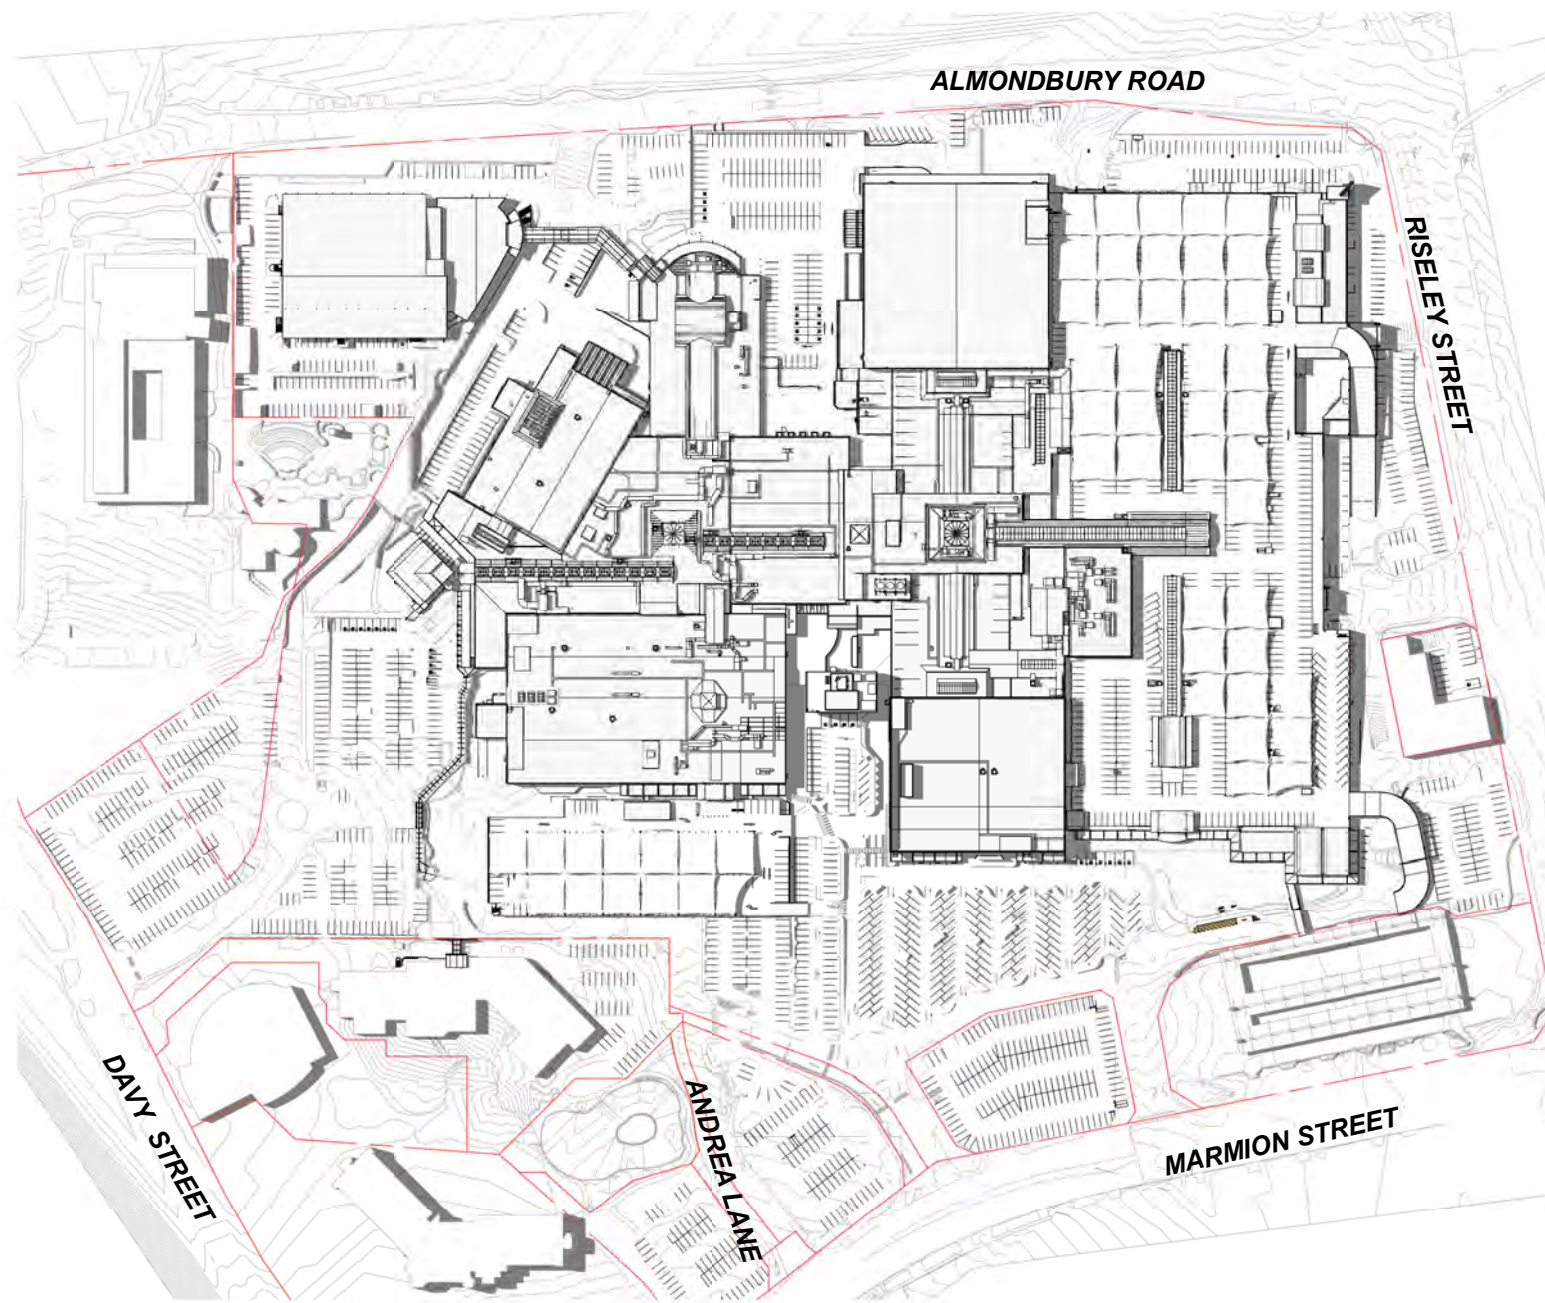 ALMONDBURY ROAD
RISELEY STREET
DAVY STREET
ANDREA LANE
MARMION STREET